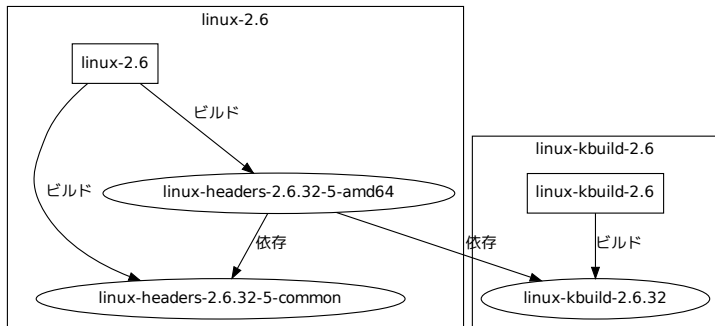 linux-2.6
linux-2.6
ビルド
linux-kbuild-2.6
linux-kbuild-2.6
ビルド
linux-headers-2.6.32-5-amd64
依存
依存
ビルド
linux-headers-2.6.32-5-common
linux-kbuild-2.6.32